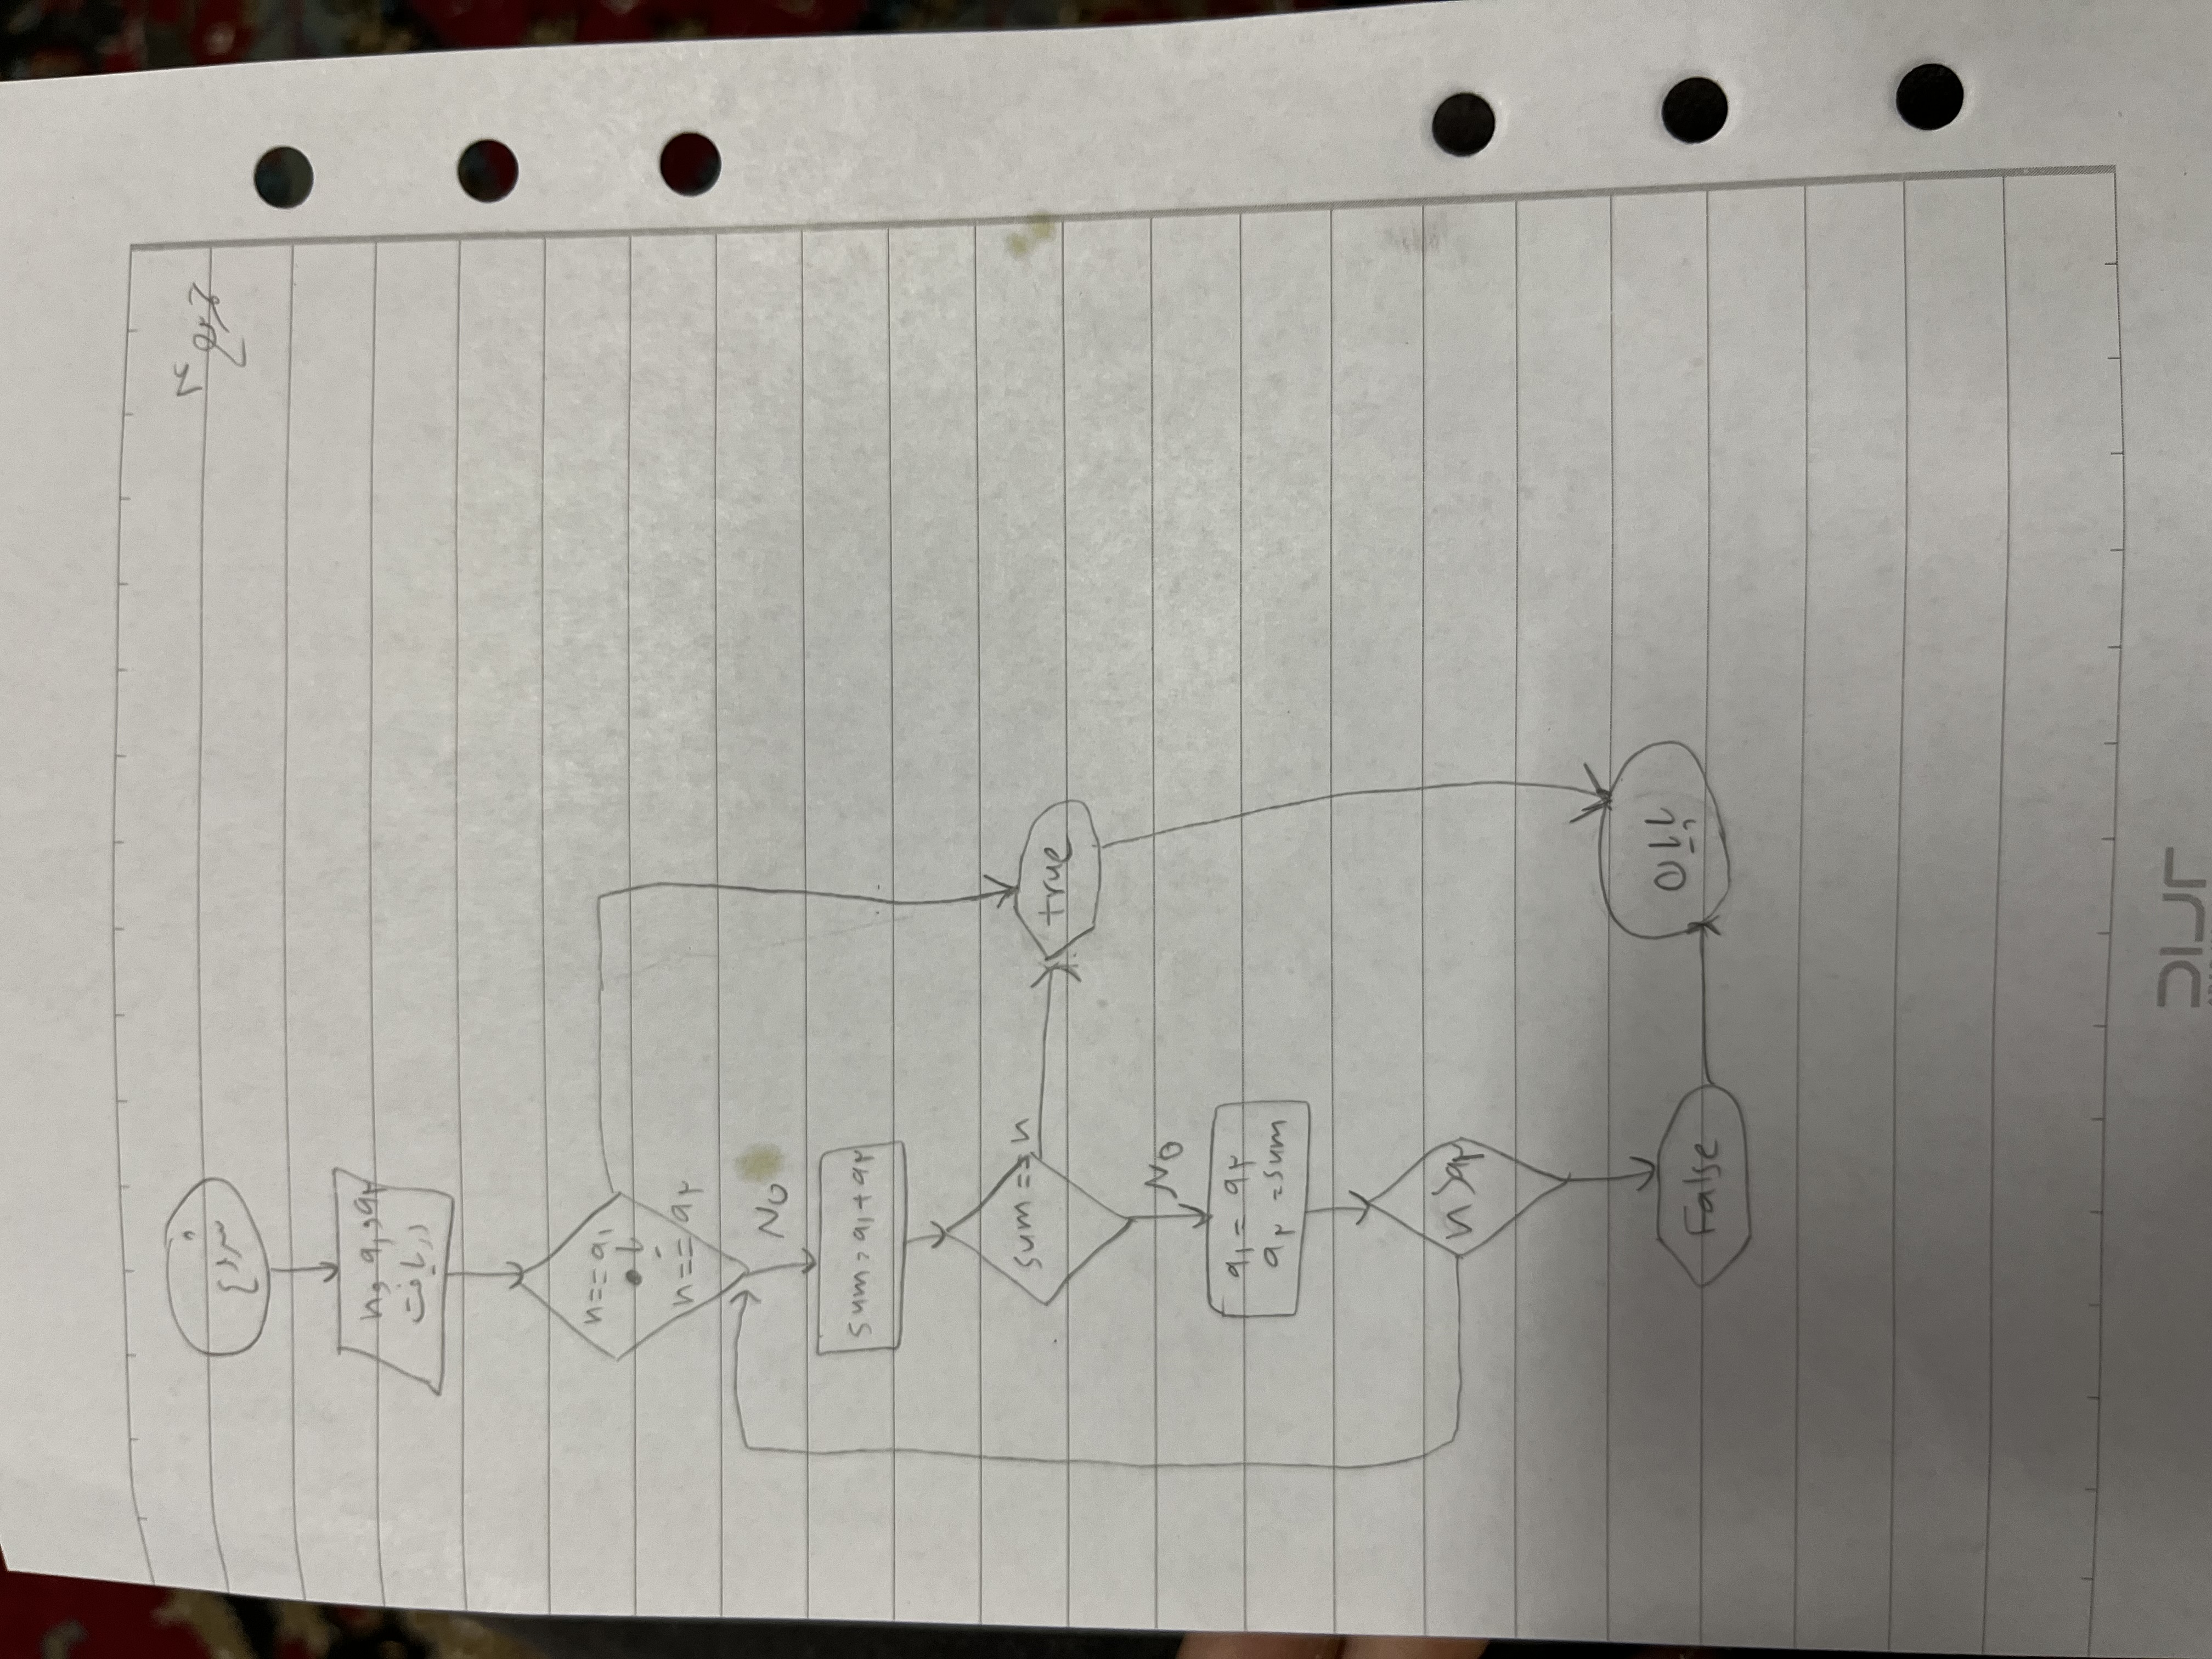 تمرین ۴
شروع
n و a۱ و a۲
دریافت
n == a۱
یا
n == a۲
No
sum = a۱ + a۲
sum == n
true
No
a۱ = a۲
a۲ = sum
n > a۲
پایان
False